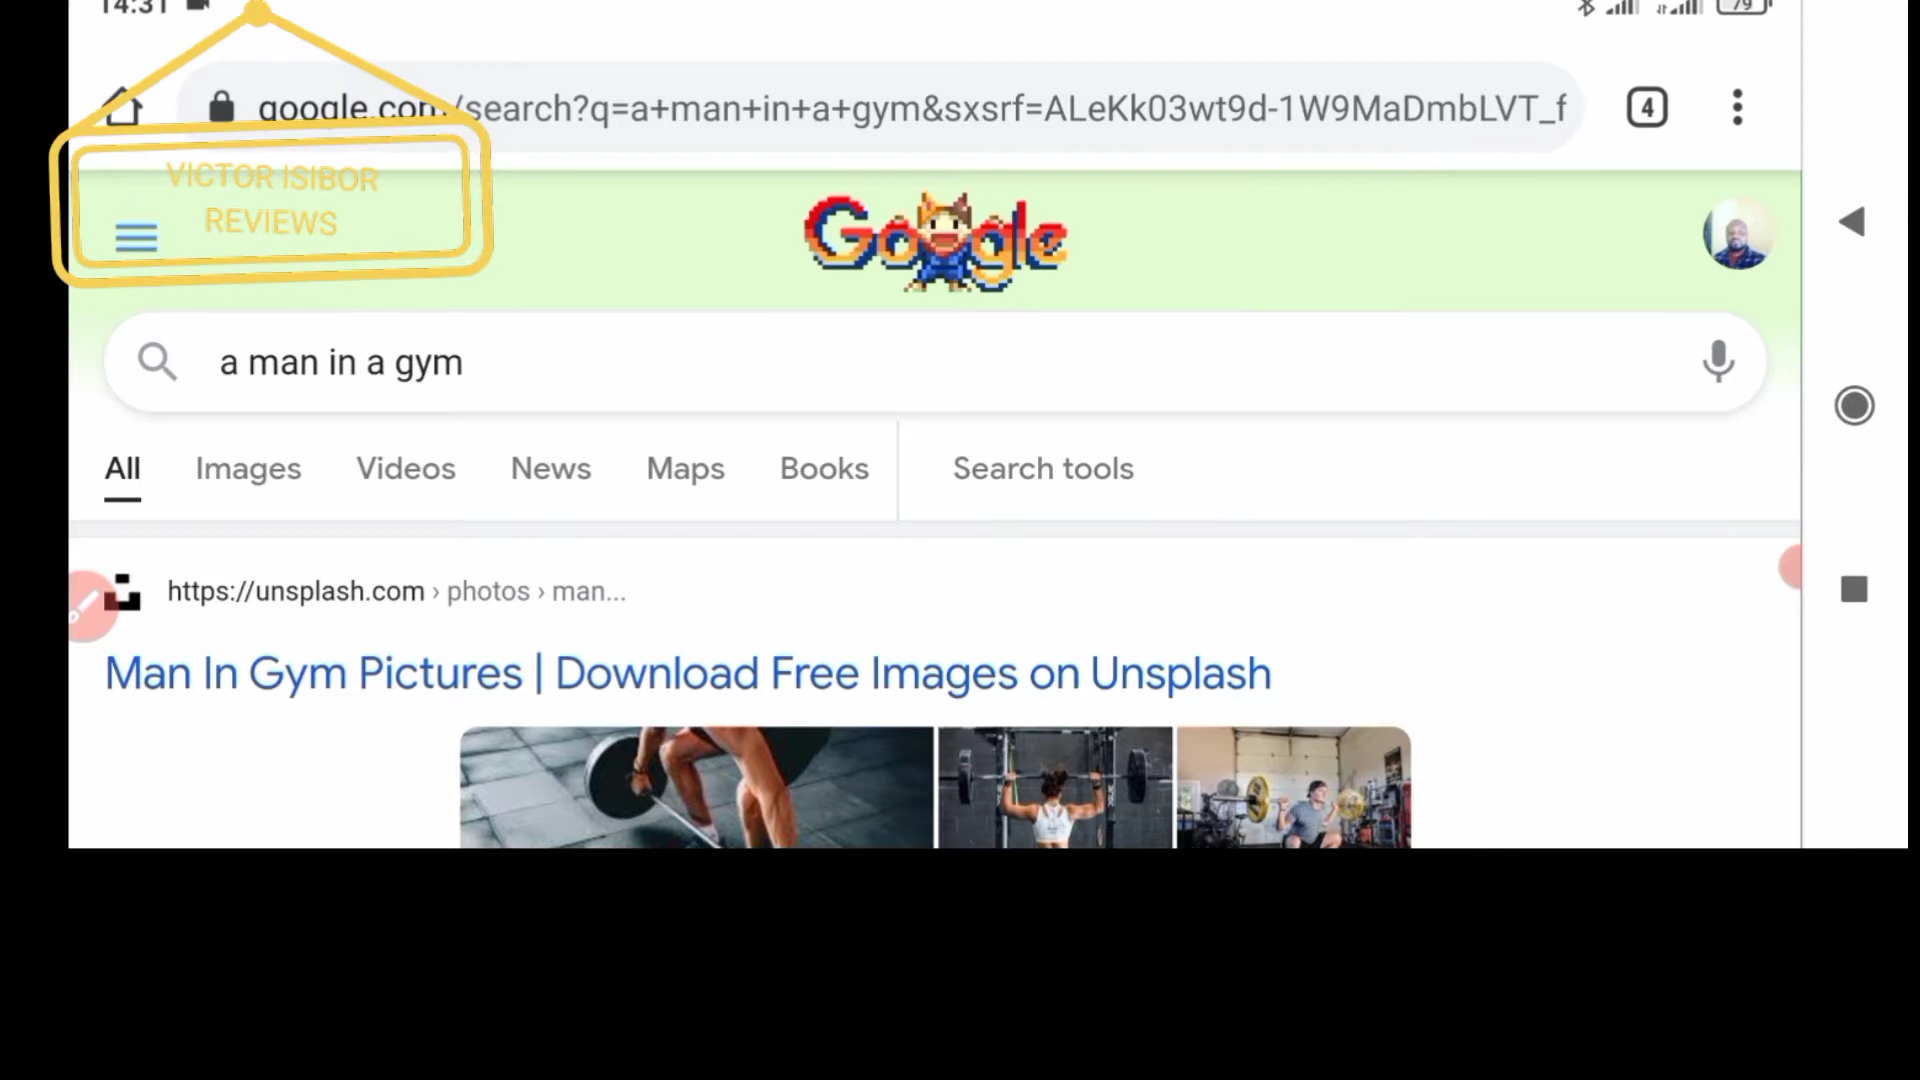 14:31
79
google.com/search?q=a+man+in+a+gym&sxsrf=ALeKk03wt9d-1W9MaDmbLVT_f
4
VICTOR ISIBOR
REVIEWS
Google
a man in a gym
All Images Videos News Maps Books Search tools
https://unsplash.com › photos › man...
Man In Gym Pictures | Download Free Images on Unsplash